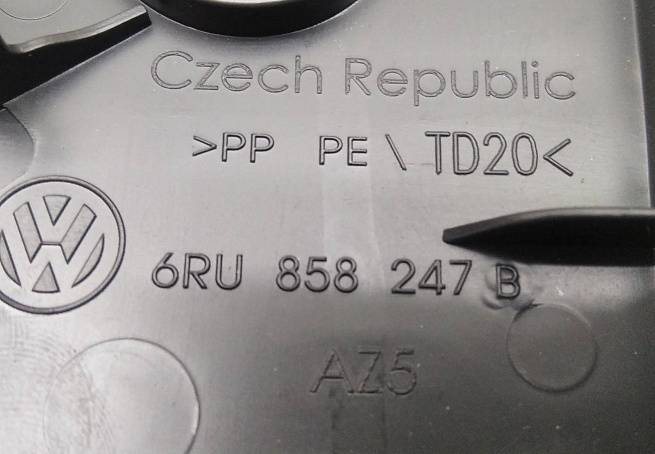 Czech Republic
>PP PE \ TD20<
6RU 858 247 B
AZ5